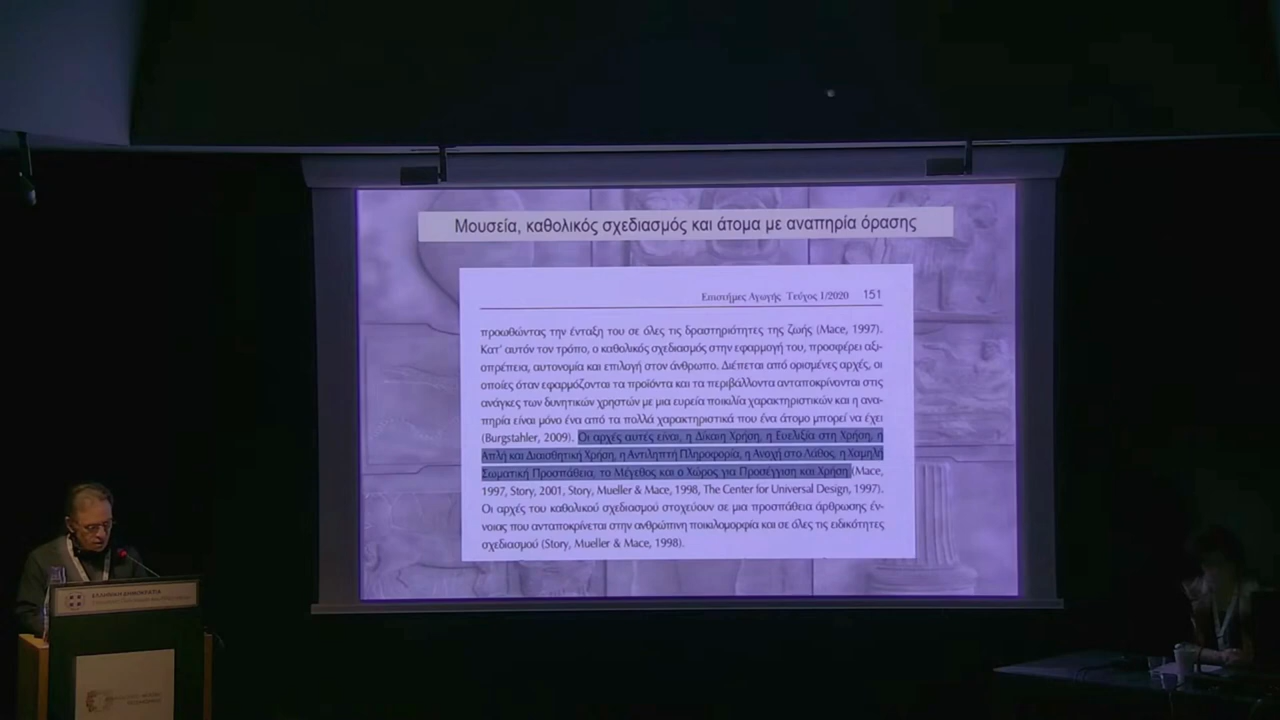 Μουσεία, καθολικός σχεδιασμός και άτομα με αναπηρία όρασης
Επιστήμες Αγωγής Τεύχος 1/2020 151
προωθώντας την ένταξη του σε όλες τις δραστηριότητες της ζωής (Mace, 1997).
Κατ’ αυτόν τον τρόπο, ο καθολικός σχεδιασμός στην εφαρμογή του, προσφέρει αξι-
οπρέπεια, αυτονομία και επιλογή στον άνθρωπο. Διέπεται από ορισμένες αρχές, οι
οποίες όταν εφαρμόζονται τα προϊόντα και τα περιβάλλοντα ανταποκρίνονται στις
ανάγκες των δυνητικών χρηστών με μια ευρεία ποικιλία χαρακτηριστικών και η ανα-
πηρία είναι μόνο ένα από τα πολλά χαρακτηριστικά που ένα άτομο μπορεί να έχει
(Burgstahler, 2009). Οι αρχές αυτές είναι, η Δίκαιη Χρήση, η Ευελιξία στη Χρήση, η
Απλή και Διαισθητική Χρήση, η Αντιληπτή Πληροφορία, η Ανοχή στο Λάθος, η Χαμηλή
Σωματική Προσπάθεια, το Μέγεθος και ο Χώρος για Προσέγγιση και Χρήση (Mace,
1997, Story, 2001, Story, Mueller & Mace, 1998, The Center for Universal Design, 1997).
Οι αρχές του καθολικού σχεδιασμού στοχεύουν σε μια προσπάθεια άρθρωσης έν-
νοιας που ανταποκρίνεται στην ανθρώπινη ποικιλομορφία και σε όλες τις ειδικότητες
σχεδιασμού (Story, Mueller & Mace, 1998).
ΕΛΛΗΝΙΚΗ ΔΗΜΟΚΡΑΤΙΑ